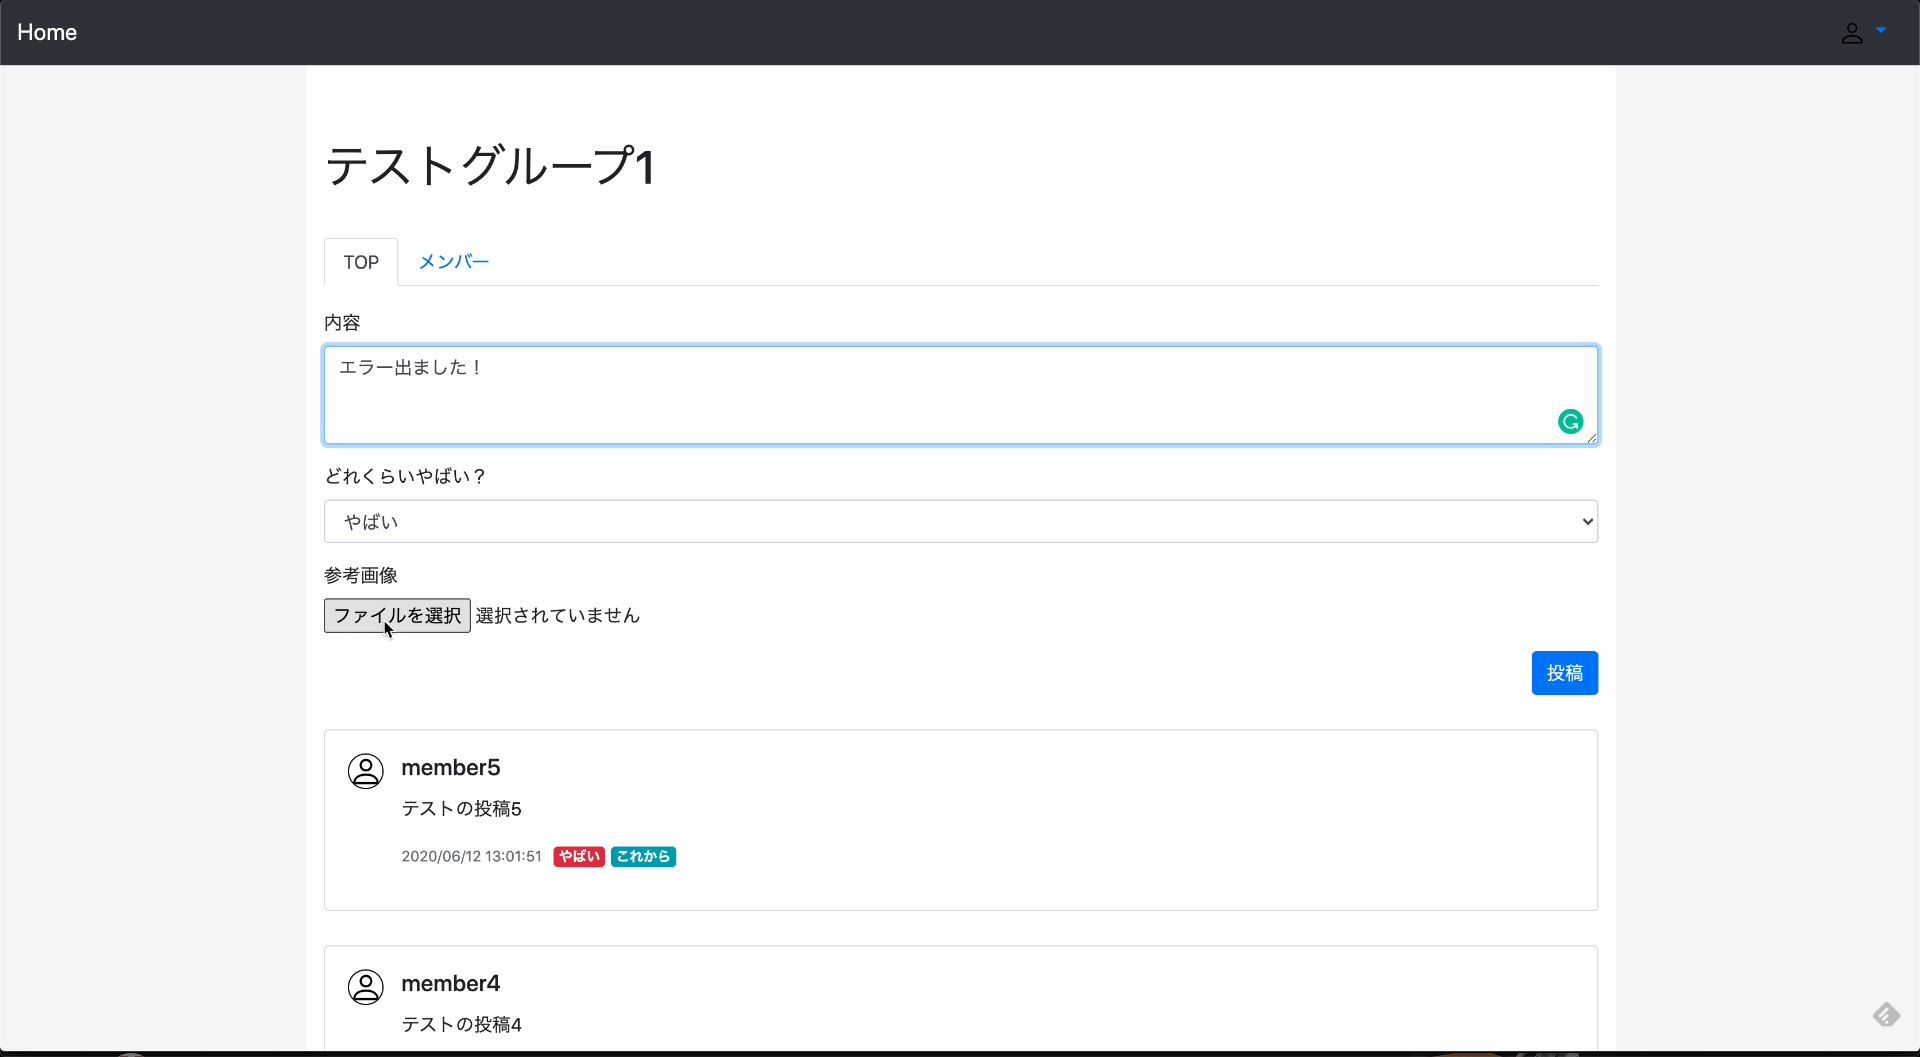 Home
テストグループ1
TOP メンバー
内容
エラー出ました！
どれくらいやばい？
やばい
参考画像
ファイルを選択 選択されていません
投稿
member5
テストの投稿5
2020/06/12 13:01:51 やばい これから
member4
テストの投稿4